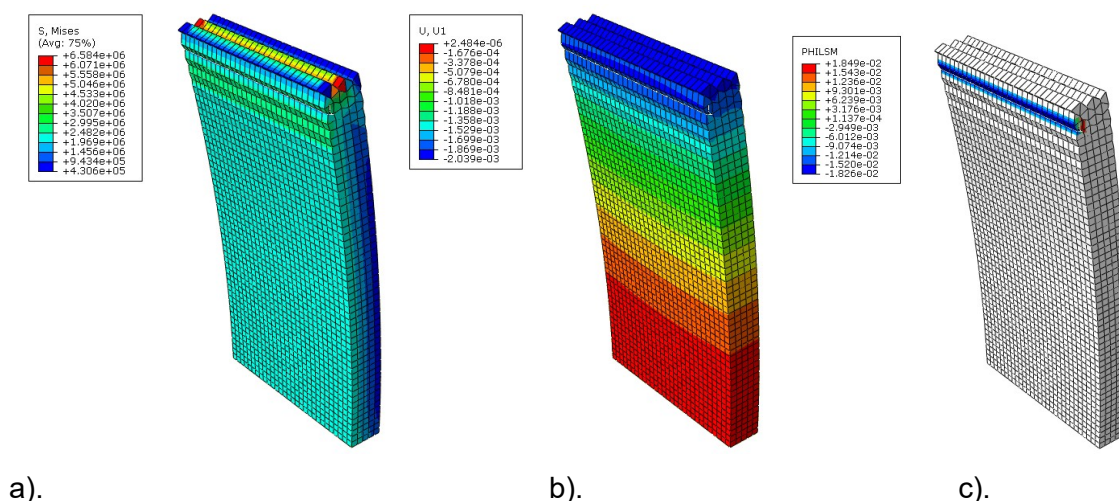 S, Mises
(Avg: 75%)
+6.584e+06
+6.071e+06
+5.558e+06
+5.046e+06
+4.533e+06
+4.020e+06
+3.507e+06
+2.995e+06
+2.482e+06
+1.969e+06
+1.456e+06
+9.434e+05
+4.306e+05
U, U1
+2.484e-06
-1.676e-04
-3.378e-04
-5.079e-04
-6.780e-04
-8.481e-04
-1.018e-03
-1.188e-03
-1.358e-03
-1.529e-03
-1.699e-03
-1.869e-03
-2.039e-03
PHILSM
+1.849e-02
+1.543e-02
+1.236e-02
+9.301e-03
+6.239e-03
+3.176e-03
+1.137e-04
-2.949e-03
-6.012e-03
-9.074e-03
-1.214e-02
-1.520e-02
-1.826e-02
a).
b).
c).